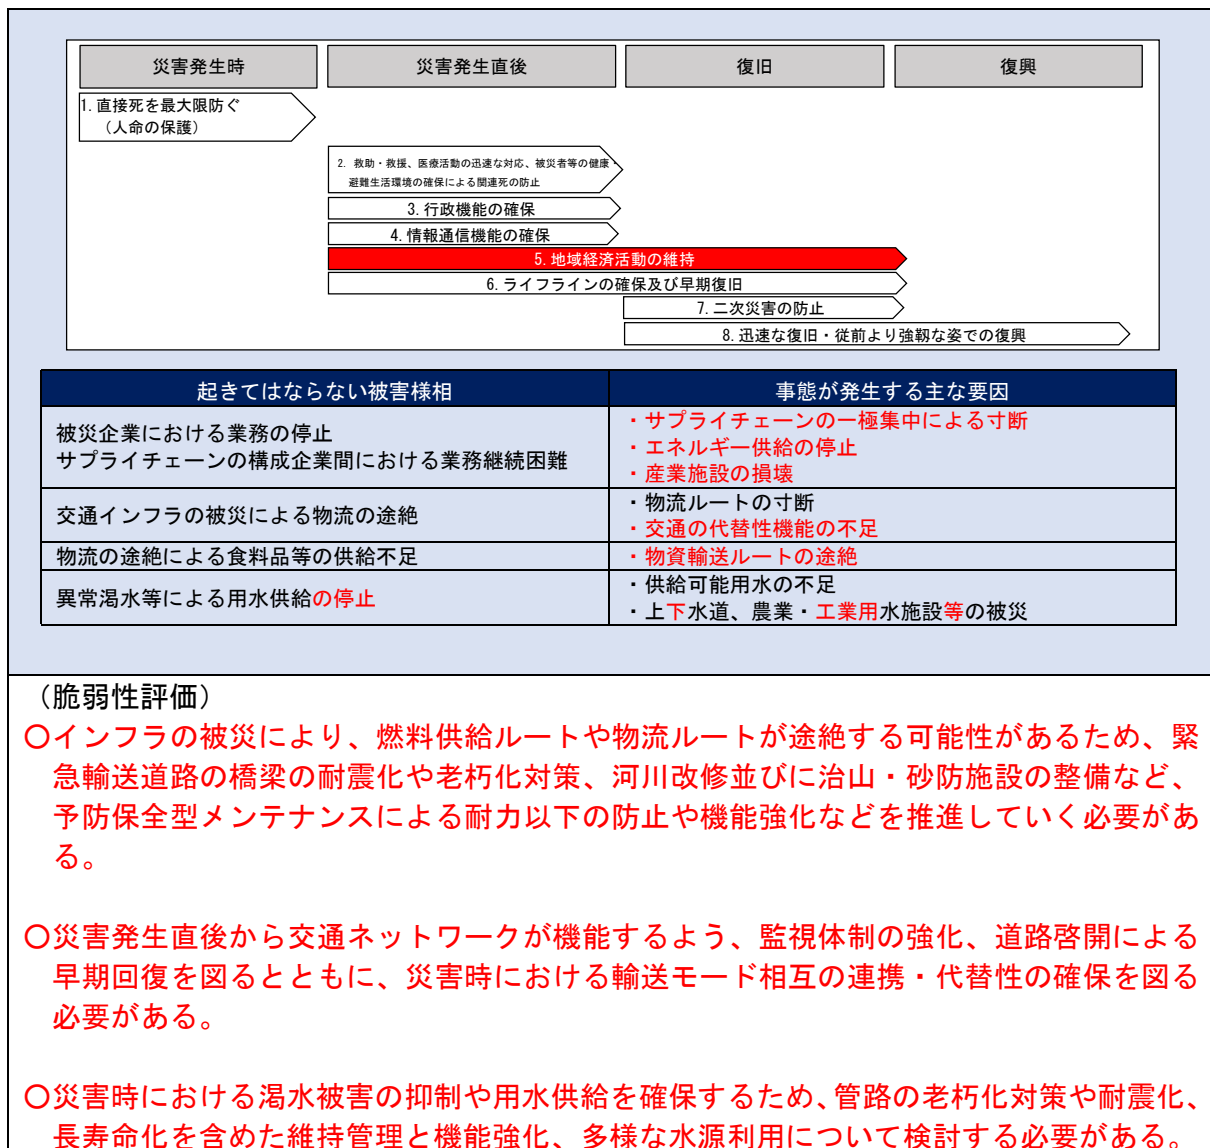 災害発生時
災害発生直後
復旧
復興
1.直接死を最大限防ぐ
（人命の保護）
2. 救助・救援、医療活動の迅速な対応、被災者等の健康・
避難生活環境の確保による関連死の防止
3.行政機能の確保
4.情報通信機能の確保
5.地域経済活動の維持
6.ライフラインの確保及び早期復旧
7.二次災害の防止
8.迅速な復旧・従前より強靱な姿での復興
起きてはならない被害様相
事態が発生する主な要因
被災企業における業務の停止
サプライチェーンの構成企業間における業務継続困難
・サプライチェーンの一極集中による寸断
・エネルギー供給の停止
・産業施設の損壊
交通インフラの被災による物流の途絶
・物流ルートの寸断
・交通の代替性機能の不足
物流の途絶による食料品等の供給不足
・物資輸送ルートの途絶
異常渇水等による用水供給の停止
・供給可能用水の不足
・上下水道、農業・工業用水施設等の被災
（脆弱性評価）
〇インフラの被災により、燃料供給ルートや物流ルートが途絶する可能性があるため、緊
急輸送道路の橋梁の耐震化や老朽化対策、河川改修並びに治山・砂防施設の整備など、
予防保全型メンテナンスによる耐力以下の防止や機能強化などを推進していく必要があ
る。
〇災害発生直後から交通ネットワークが機能するよう、監視体制の強化、道路啓開による
早期回復を図るとともに、災害時における輸送モード相互の連携・代替性の確保を図る
必要がある。
〇災害時における渇水被害の抑制や用水供給を確保するため、管路の老朽化対策や耐震化、
長寿命化を含めた維持管理と機能強化、多様な水源利用について検討する必要がある。